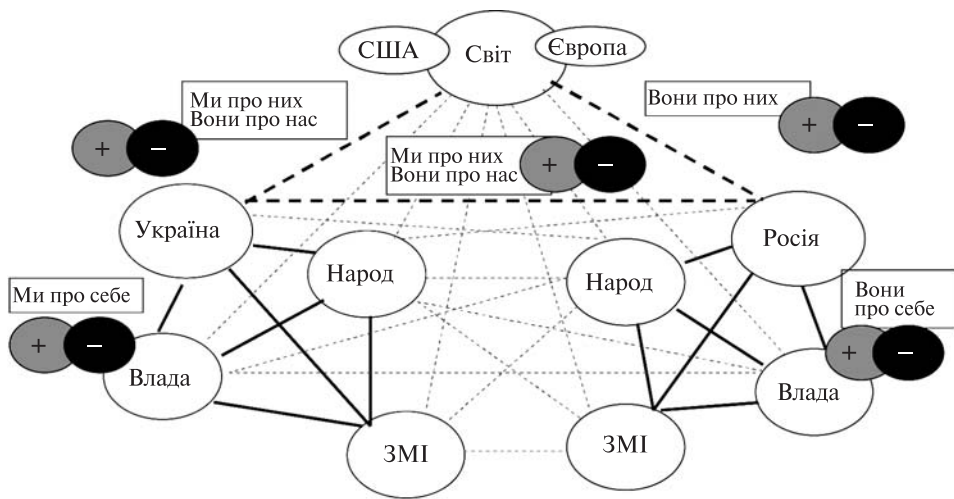 США
Світ
Європа
Ми про них
Вони про нас
+ −
Вони про них
+ −
Ми про них
Вони про нас
+ −
Україна
Народ
Народ
Росія
Ми про себе
+ −
Вони
про себе
+ −
Влада
Влада
ЗМІ
ЗМІ